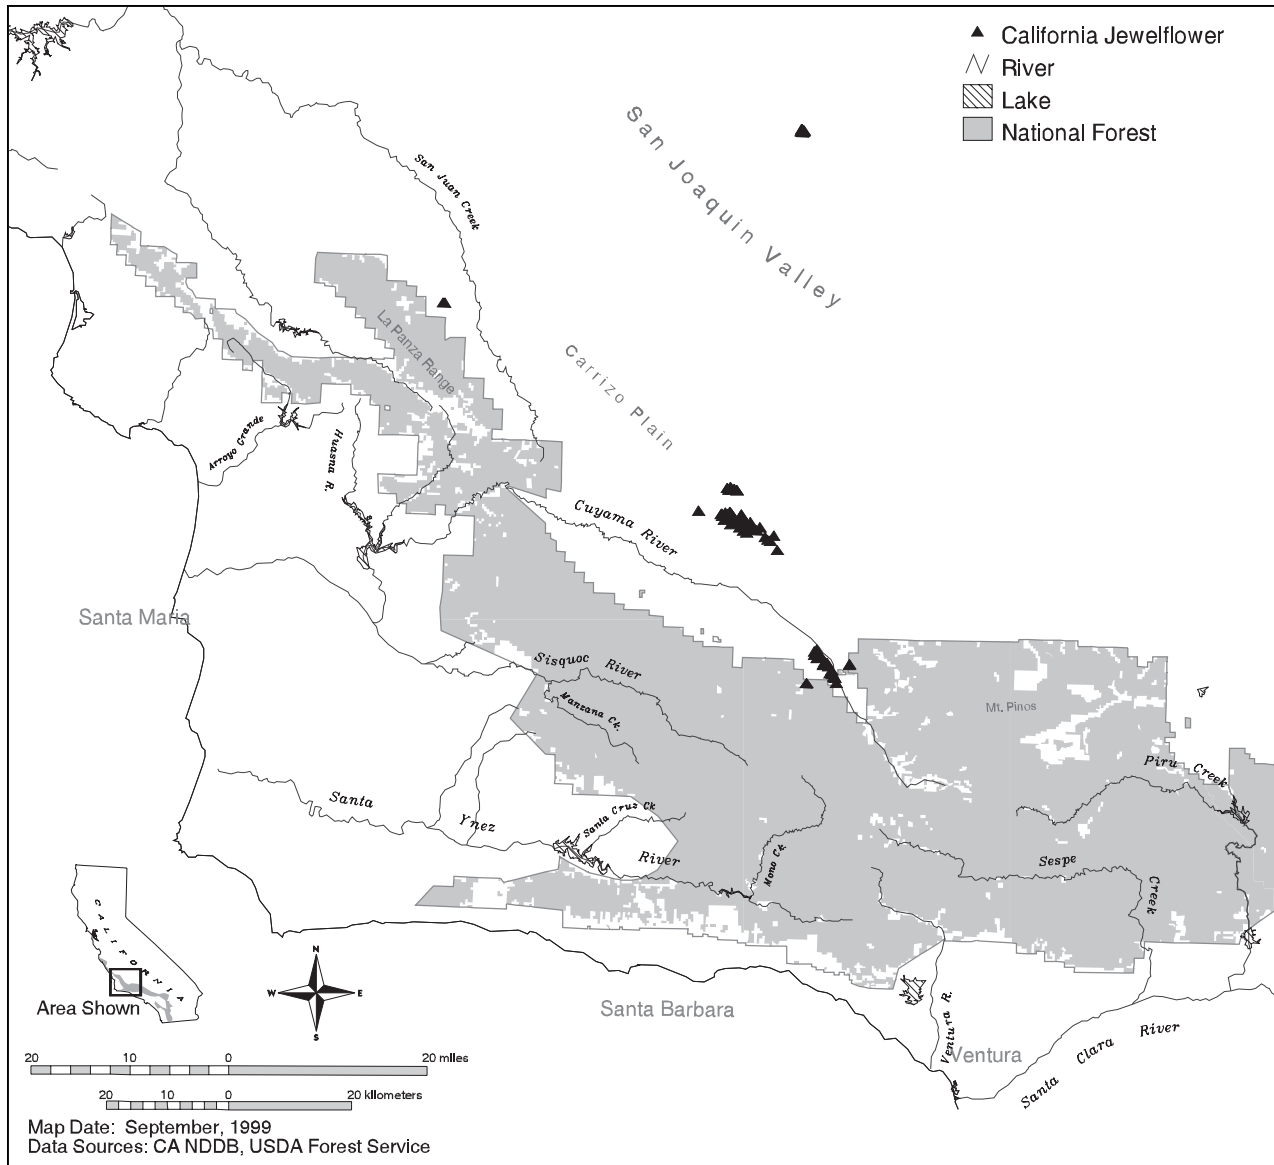 California Jewelflower
River
Lake
National Forest
San Joaquin Valley
San Juan Creek
La Panza Range
Carrizo Plain
Arroyo Grande
Huasna R.
Cuyama River
Santa Maria
Sisquoc River
Manzana Ck.
Mt. Pinos
Piru Creek
Santa Ynez River
Santa Cruz Ck
Mono Ck.
Sespe Creek
CALIFORNIA
Area Shown
N
W E
S
Santa Barbara
Ventura R.
Ventura
Santa Clara River
20 10 0 20 miles
20 10 0 20 kilometers
Map Date: September, 1999
Data Sources: CA NDDB, USDA Forest Service